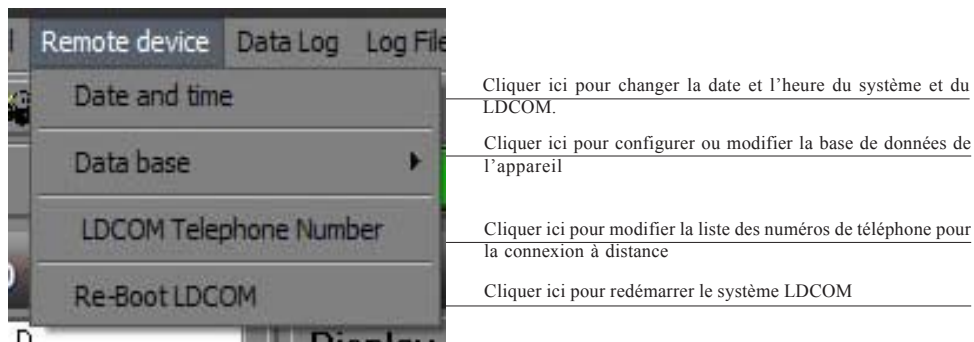 Remote device Data Log Log File
Date and time
Cliquer ici pour changer la date et l'heure du système et du
LDCOM.
Data base
Cliquer ici pour configurer ou modifier la base de données de
l'appareil
LDCOM Telephone Number
Cliquer ici pour modifier la liste des numéros de téléphone pour
la connexion à distance
Re-Boot LDCOM
Cliquer ici pour redémarrer le système LDCOM